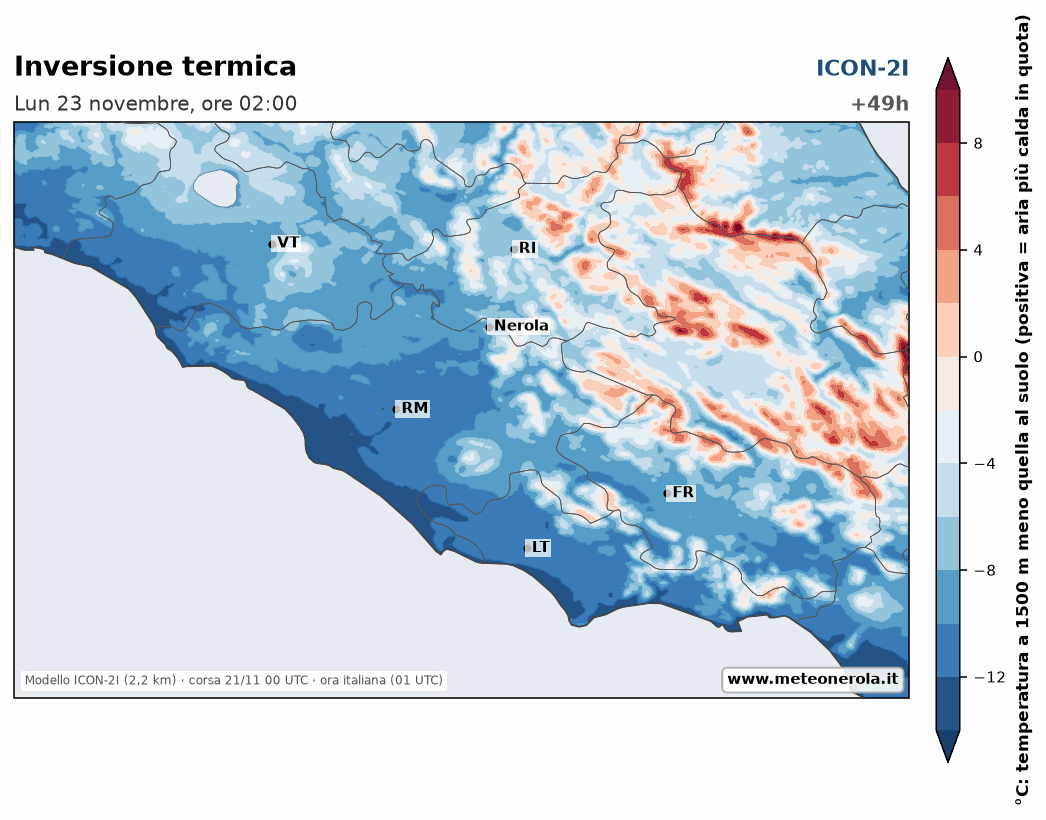 Inversione termica
ICON-2I
Lun 23 novembre, ore 02:00
+49h
VT
RI
Nerola
RM
FR
LT
Modello ICON-2I (2,2 km) · corsa 21/11 00 UTC · ora italiana (01 UTC)
www.meteonerola.it
8
4
0
−4
−8
−12
°C: temperatura a 1500 m meno quella al suolo (positiva = aria più calda in quota)